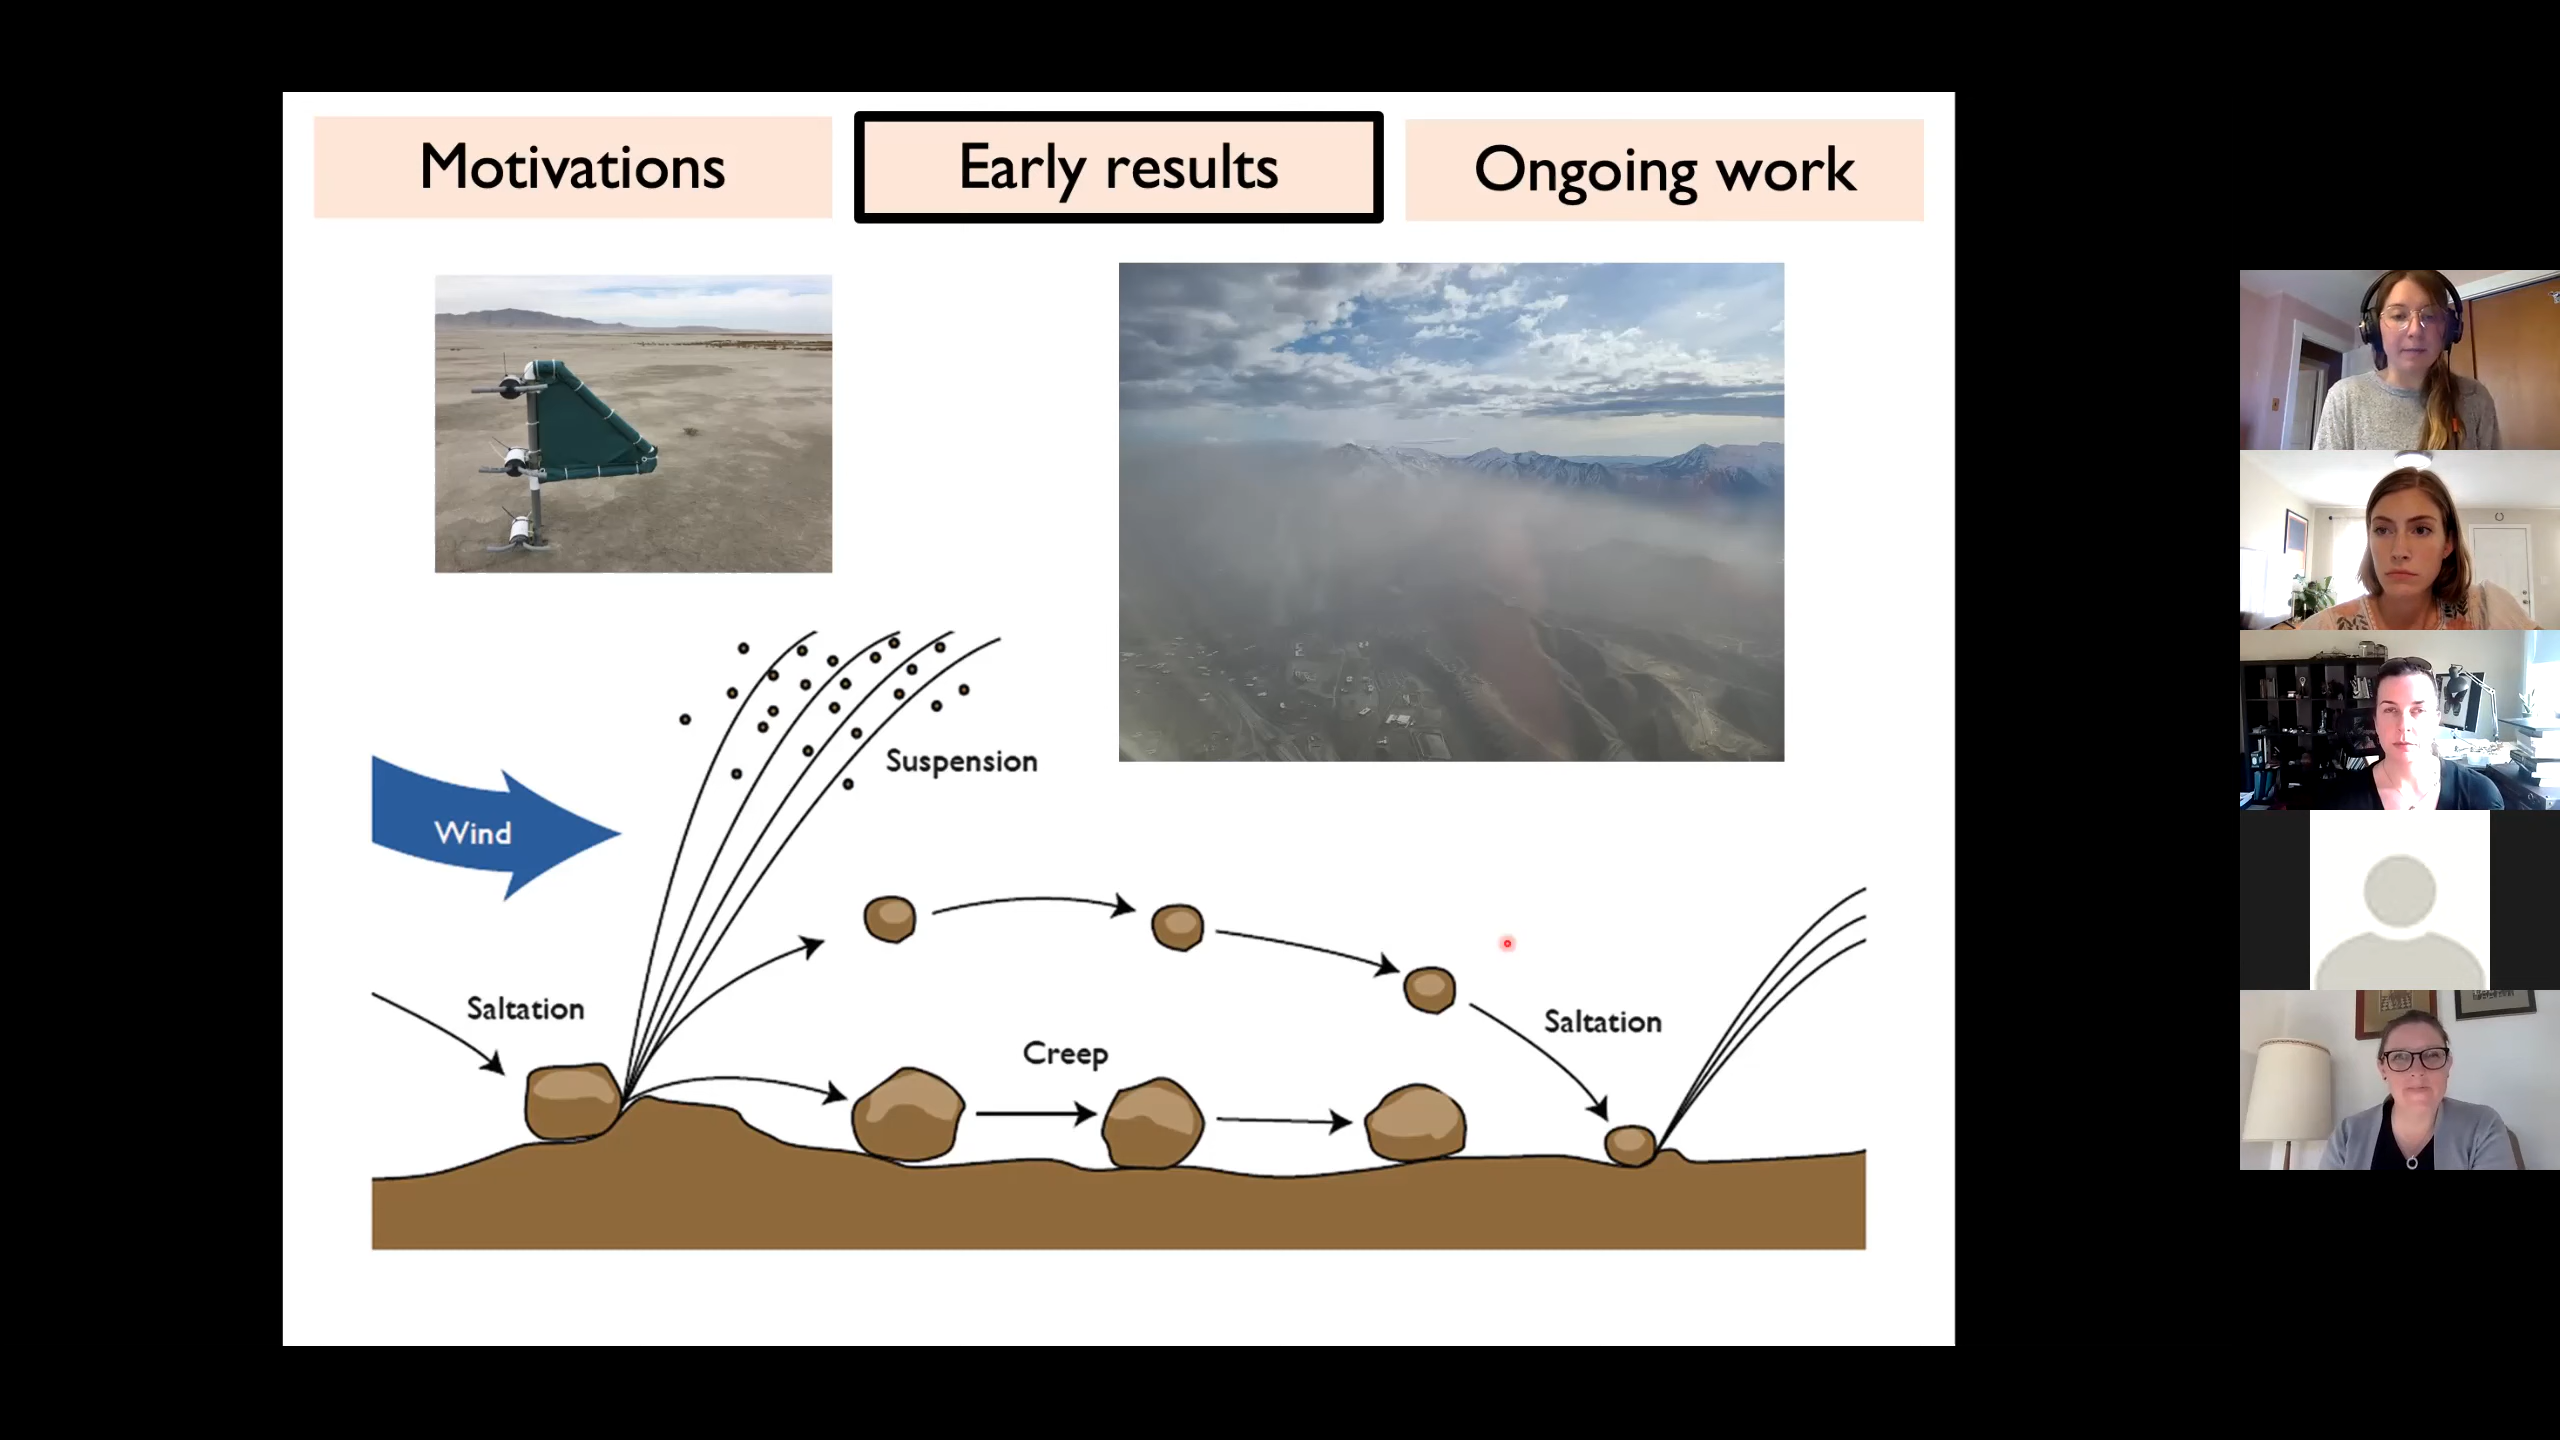 Motivations
Early results
Ongoing work
Suspension
Wind
Saltation
Saltation
Creep